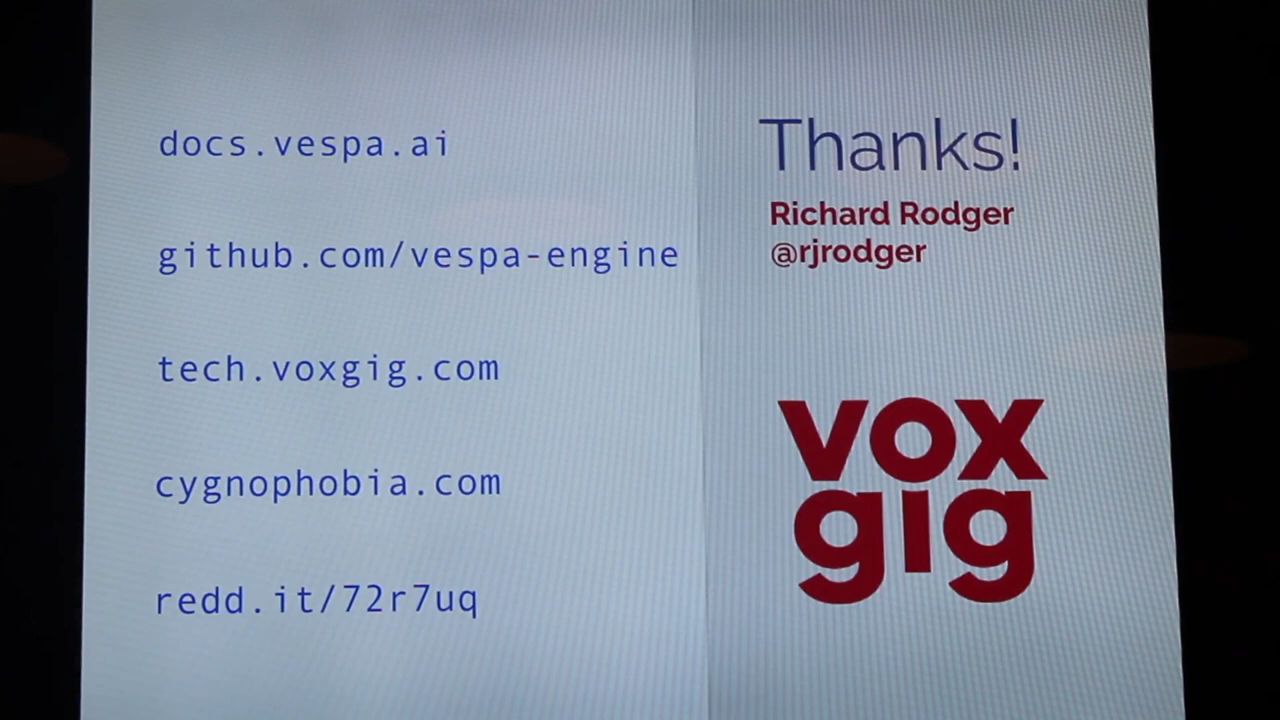 docs.vespa.ai
github.com/vespa-engine
tech.voxgig.com
cygnophobia.com
redd.it/72r7uq
Thanks!
Richard Rodger
@rjrodger
vox
gig